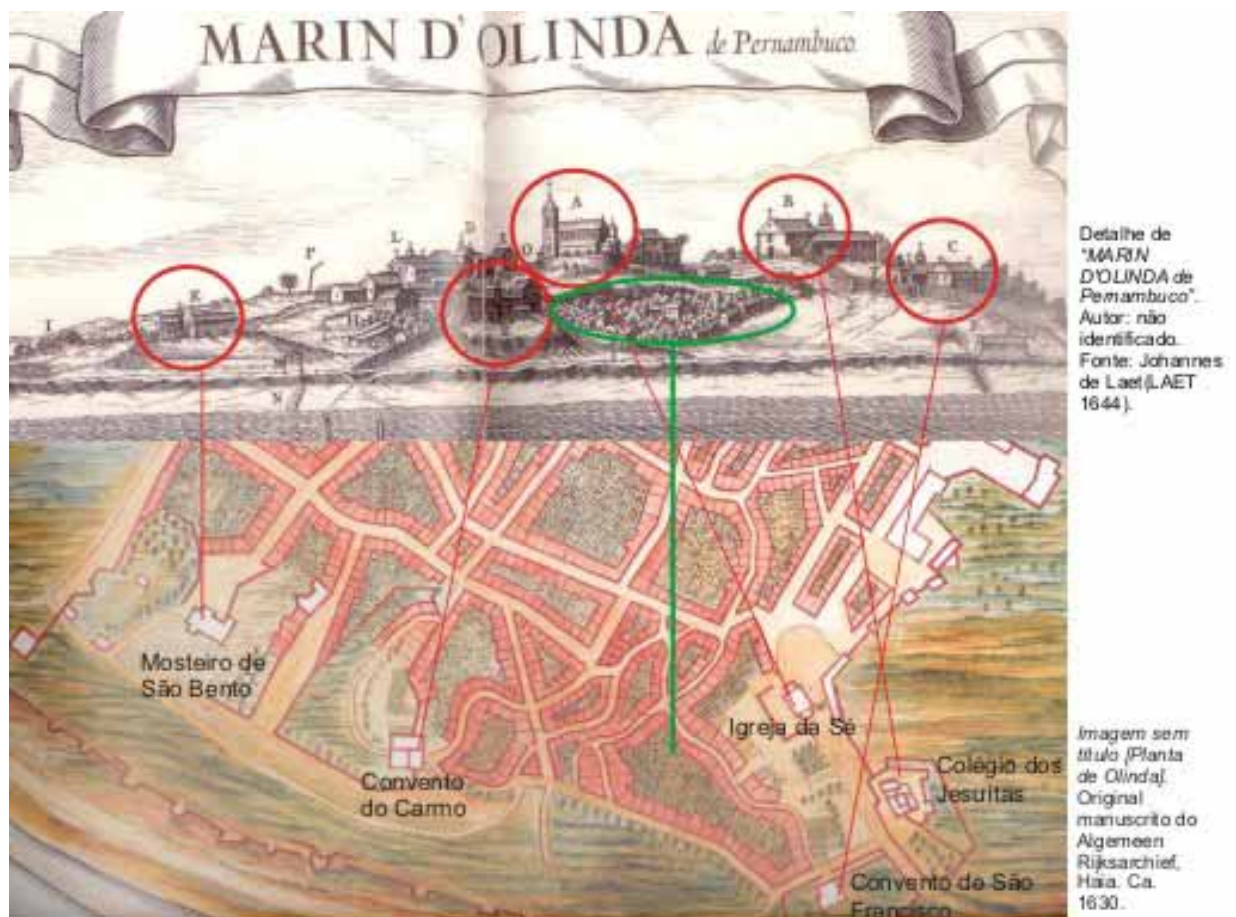 MARIN D'OLINDA de Pernambuco
A
B
C
L
P
N
Detalhe de
"MARIN
D'OLINDA de
Pernambuco".
Autor: não
identificado.
Fonte: Johannes
de Laet(LAET
1644).
Mosteiro de
São Bento
Convento
do Carmo
Igreja da Sé
Colégio dos
Jesuítas
Convento de São
Francisco
Imagem sem
título [Planta
de Olinda].
Original
manuscrito do
Algemeen
Rijksarchief,
Haia. Ca.
1630.